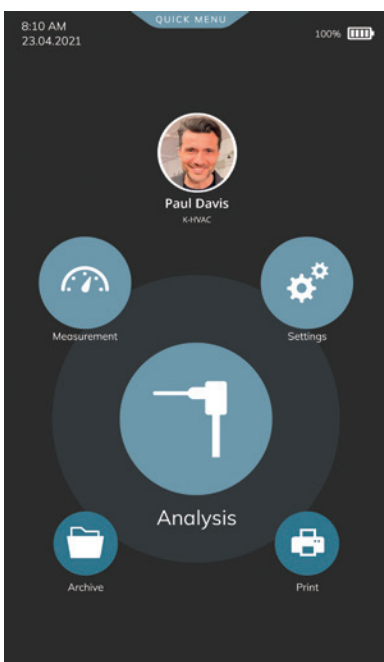 QUICK MENU
8:10 AM
23.04.2021
100%
Paul Davis
K-HVAC
Measurement
Settings
Analysis
Archive
Print